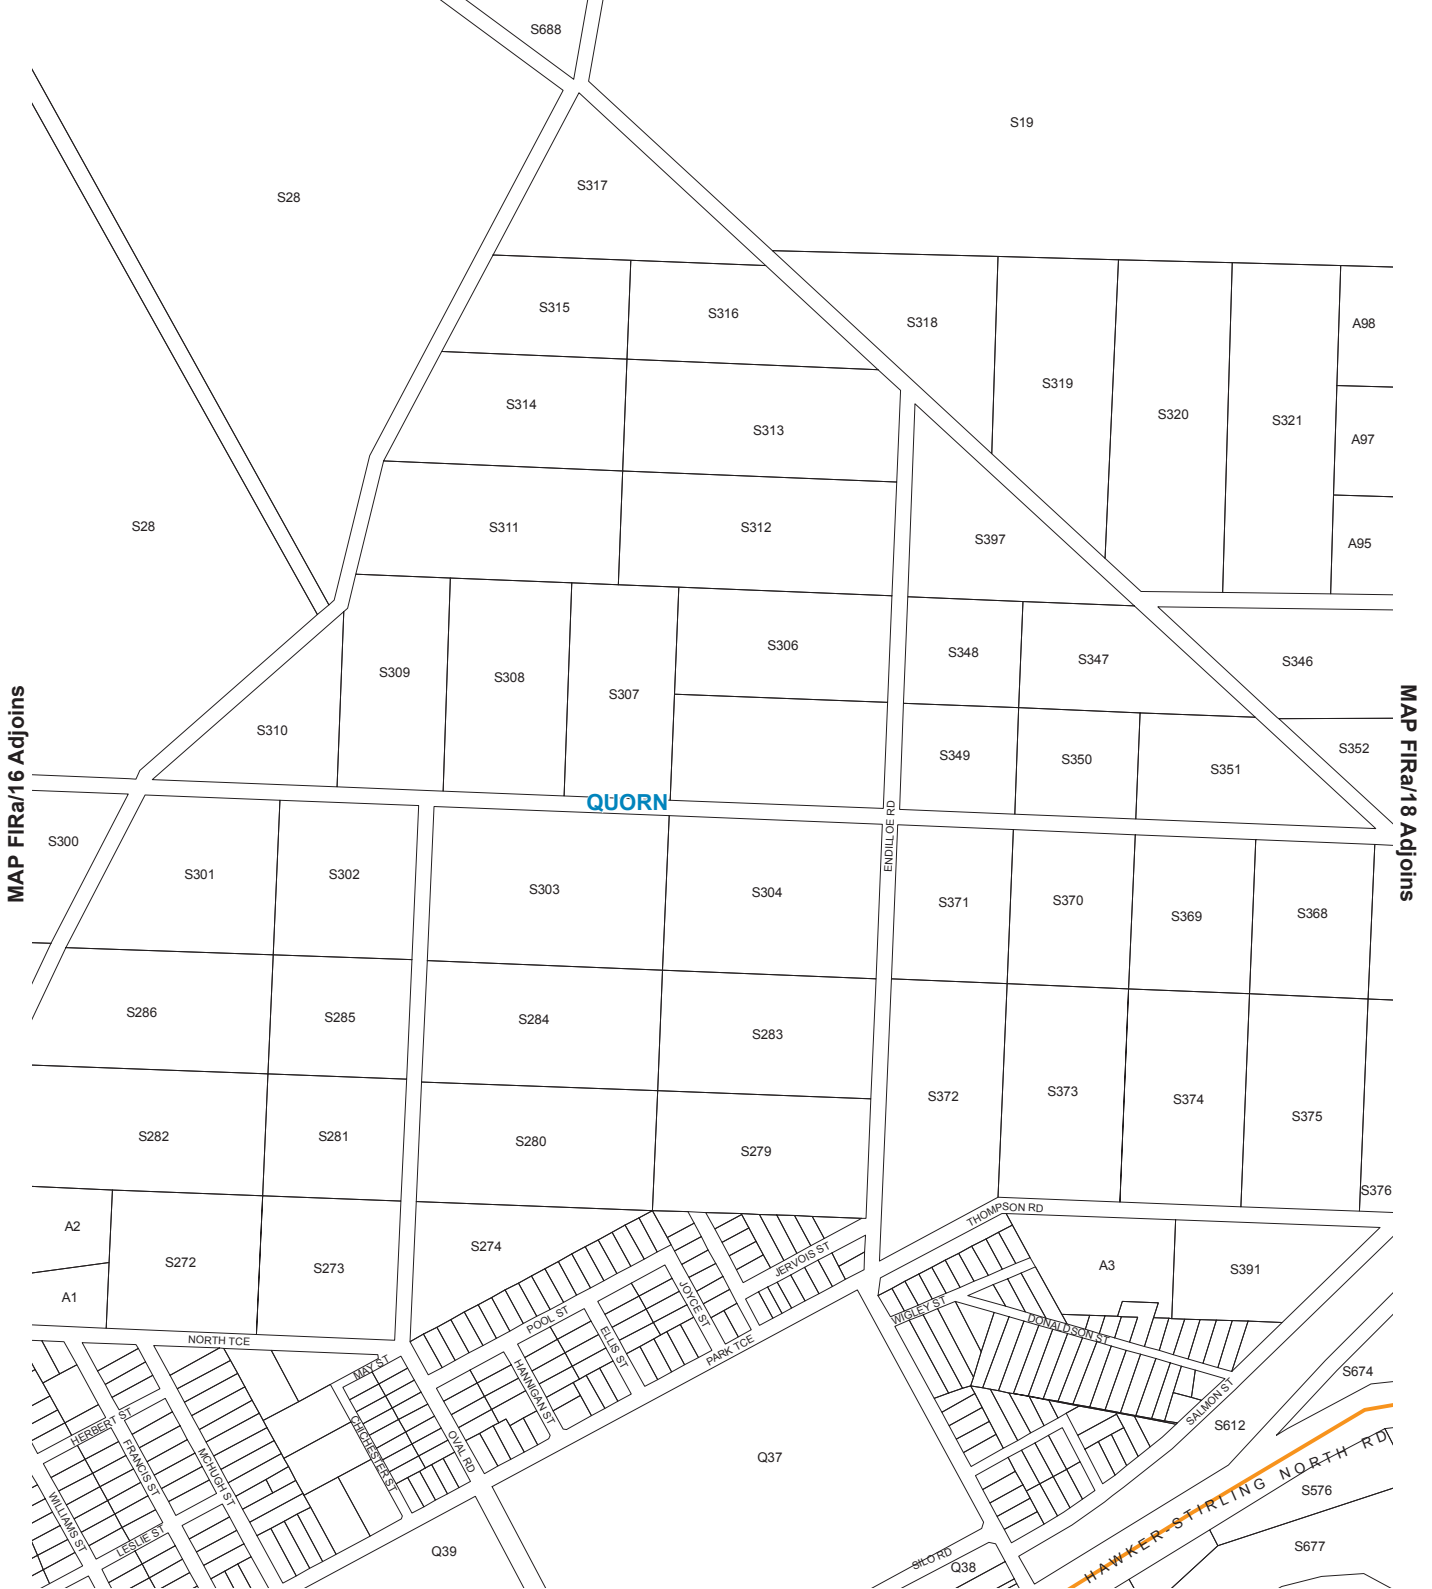 S688
S19
S28
S317
S315
S316
S318
A98
S319
S314
S320
S321
S313
A97
S28
S311
S312
S397
A95
S306
S348
S347
S346
S309
S308
S307
S310
S349
S350
S351
S352
MAP FIRa/16 Adjoins
MAP FIRa/18 Adjoins
QUORN
ENDILLOE RD
S300
S301
S302
S303
S304
S371
S370
S369
S368
S286
S285
S284
S283
S372
S373
S374
S375
S282
S281
S280
S279
S376
THOMPSON RD
A2
S272
S273
S274
JERVOIS ST
A3
S391
A1
JOYCE ST
WIGLEY ST
POOL ST
DONALDSON ST
NORTH TCE
ELLIS ST
PARK TCE
MAY ST
HANNIGAN ST
S674
SALMON ST
HERBERT ST
CHICHESTER ST
OVAL RD
S612
FRANCIS ST
MCHUGH ST
Q37
HAWKER-STIRLING NORTH RD
S576
WILLIAMS ST
LESLIE ST
Q39
SILO RD
Q38
S677